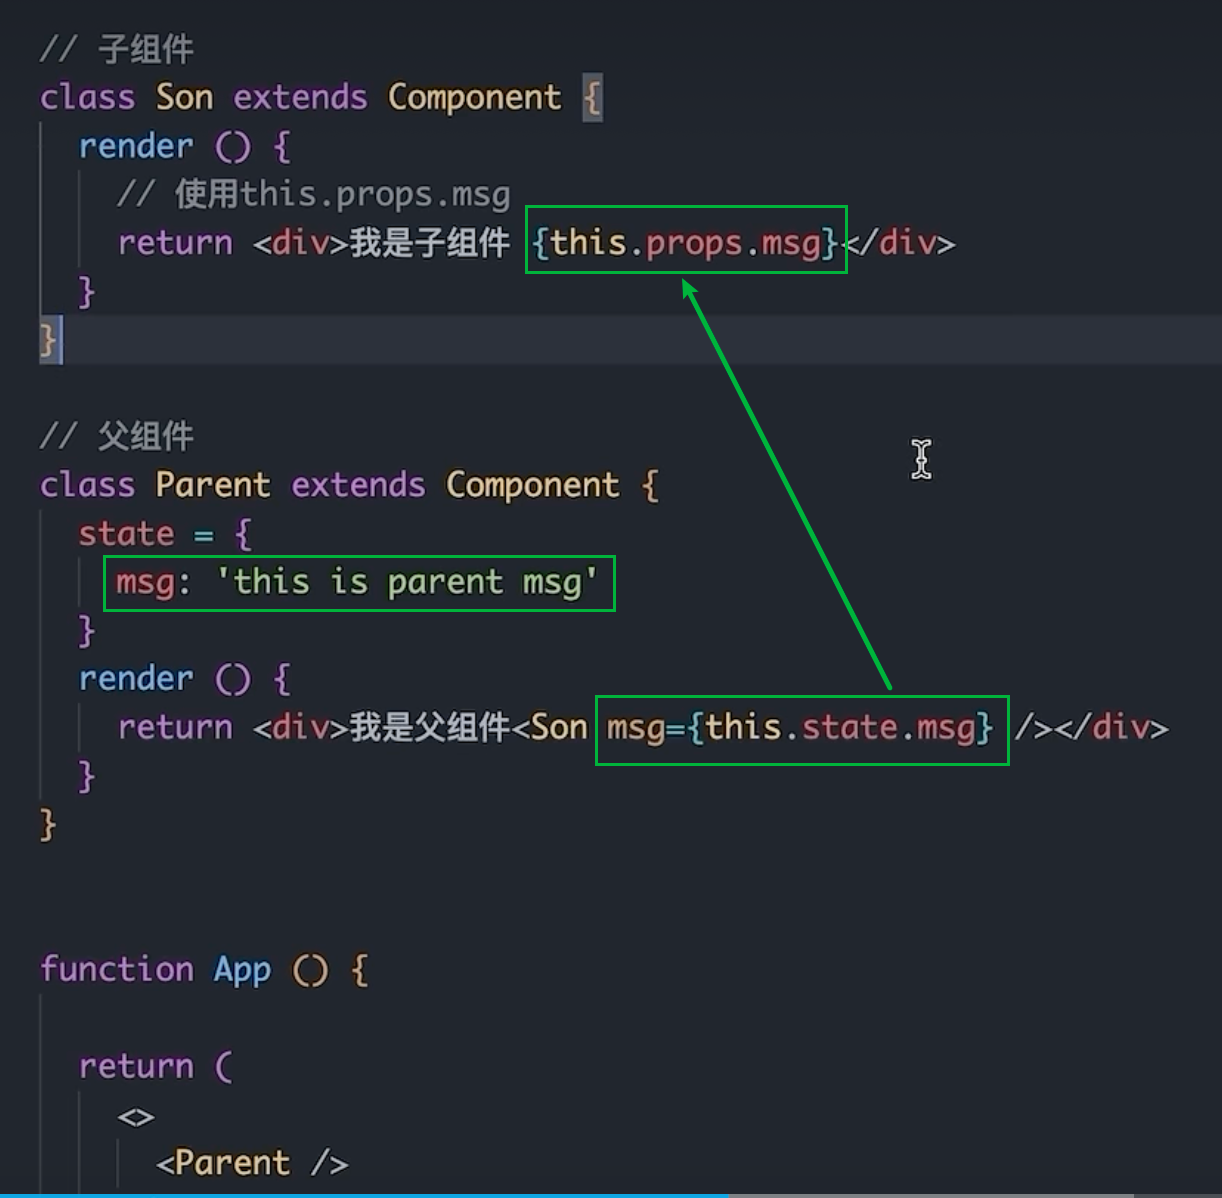 // 子组件
class Son extends Component {
render () {
// 使用this.props.msg
return <div>我是子组件 {this.props.msg}</div>
}
}
// 父组件
class Parent extends Component {
state = {
msg: 'this is parent msg'
}
render () {
return <div>我是父组件<Son msg={this.state.msg} /></div>
}
}
function App () {
return (
<>
<Parent />